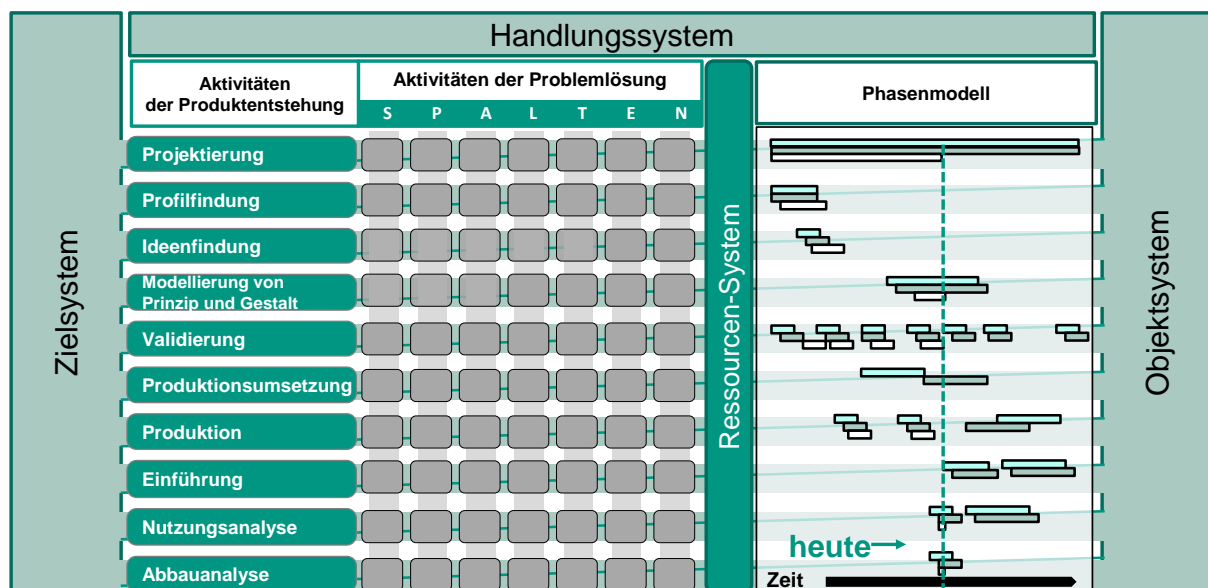 Handlungssystem
Zielsystem
Aktivitäten
der Produktentstehung
Aktivitäten der Problemlösung
S P A L T E N
Ressourcen-System
Phasenmodell
Objektsystem
Projektierung
Profilfindung
Ideenfindung
Modellierung von
Prinzip und Gestalt
Validierung
Produktionsumsetzung
Produktion
Einführung
Nutzungsanalyse
Abbauanalyse
heute
Zeit